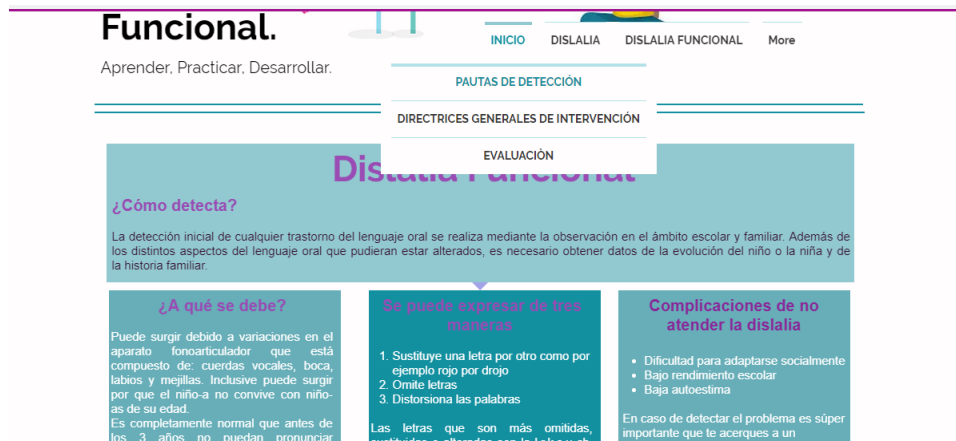 Funcional.
Aprender, Practicar, Desarrollar.
INICIO DISLALIA DISLALIA FUNCIONAL More
PAUTAS DE DETECCIÓN
DIRECTRICES GENERALES DE INTERVENCIÓN
EVALUACIÒN
Dislalia Funcional
¿Cómo detecta?
La detección inicial de cualquier trastorno del lenguaje oral se realiza mediante la observación en el ámbito escolar y familiar. Además de
los distintos aspectos del lenguaje oral que pudieran estar alterados, es necesario obtener datos de la evolución del niño o la niña y de
la historia familiar.
¿A qué se debe?
Puede surgir debido a variaciones en el
aparato fonoarticulador que está
compuesto de: cuerdas vocales, boca,
labios y mejillas. Inclusive puede surgir
por que el niño-a no convive con niño-
as de su edad.
Es completamente normal que antes de
los 3 años no puedan pronunciar
Se puede expresar de tres
maneras
1. Sustituye una letra por otro como por
ejemplo rojo por drojo
2. Omite letras
3. Distorsiona las palabras
Las letras que son más omitidas,
Complicaciones de no
atender la dislalia
Dificultad para adaptarse socialmente
Bajo rendimiento escolar
Baja autoestima
En caso de detectar el problema es súper
importante que te acerques a un